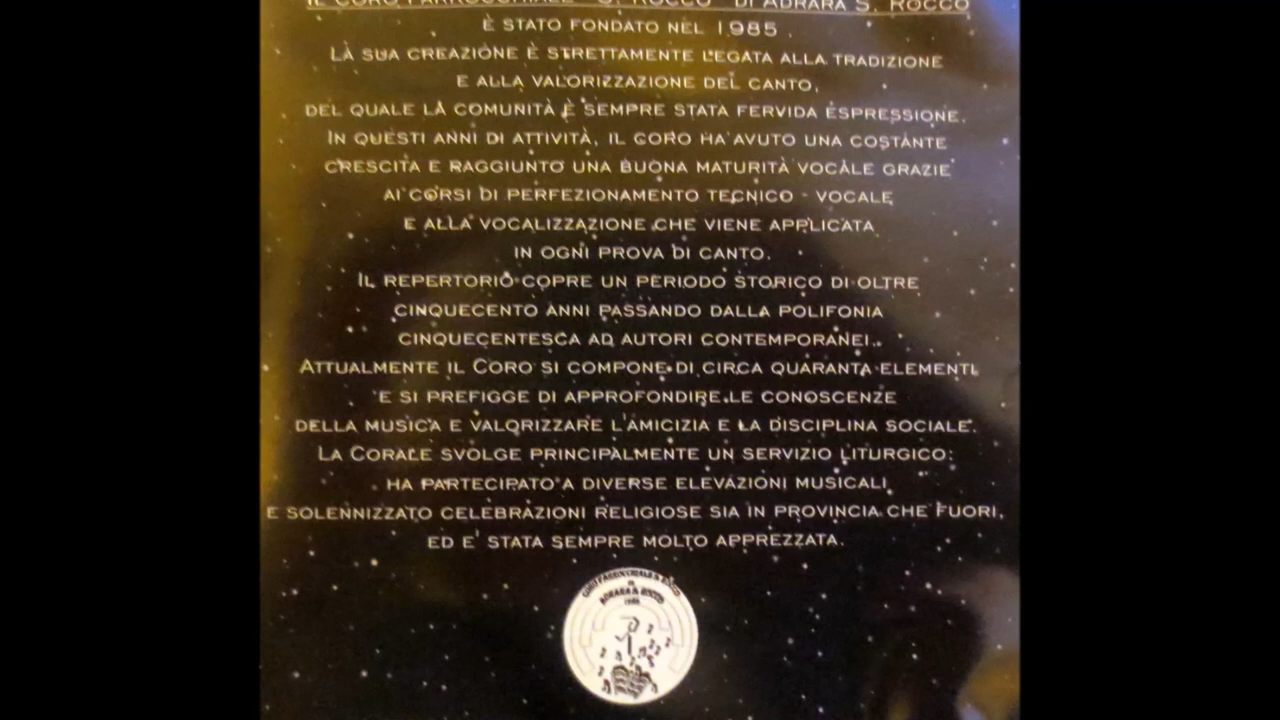 IL CORO PARROCCHIALE "S. ROCCO" DI ADRARA S. ROCCO
È STATO FONDATO NEL 1985.
LÀ SUA CREAZIONE È STRETTAMENTE LEGATA ALLA TRADIZIONE
E ALLA VALORIZZAZIONE DEL CANTO,
DEL QUALE LA COMUNITÀ È SEMPRE STATA FERVIDA ESPRESSIONE.
IN QUESTI ANNI DI ATTIVITÀ, IL CORO HA AVUTO UNA COSTANTE
CRESCITA E RAGGIUNTO UNA BUONA MATURITÀ VOCALE GRAZIE
AI CORSI DI PERFEZIONAMENTO TECNICO - VOCALE
E ALLA VOCALIZZAZIONE CHE VIENE APPLICATA
IN OGNI PROVA DI CANTO.
IL REPERTORIO COPRE UN PERIODO STORICO DI OLTRE
CINQUECENTO ANNI PASSANDO DALLA POLIFONIA
CINQUECENTESCA AD AUTORI CONTEMPORANEI.
ATTUALMENTE IL CORO SI COMPONE DI CIRCA QUARANTA ELEMENTI
E SI PREFIGGE DI APPROFONDIRE LE CONOSCENZE
DELLA MUSICA E VALORIZZARE L'AMICIZIA E LA DISCIPLINA SOCIALE.
LA CORALE SVOLGE PRINCIPALMENTE UN SERVIZIO LITURGICO:
HA PARTECIPATO A DIVERSE ELEVAZIONI MUSICALI
E SOLENNIZZATO CELEBRAZIONI RELIGIOSE SIA IN PROVINCIA CHE FUORI,
ED E' STATA SEMPRE MOLTO APPREZZATA.
CORO PARROCCHIALE S. ROCCO
ADRARA S. ROCCO